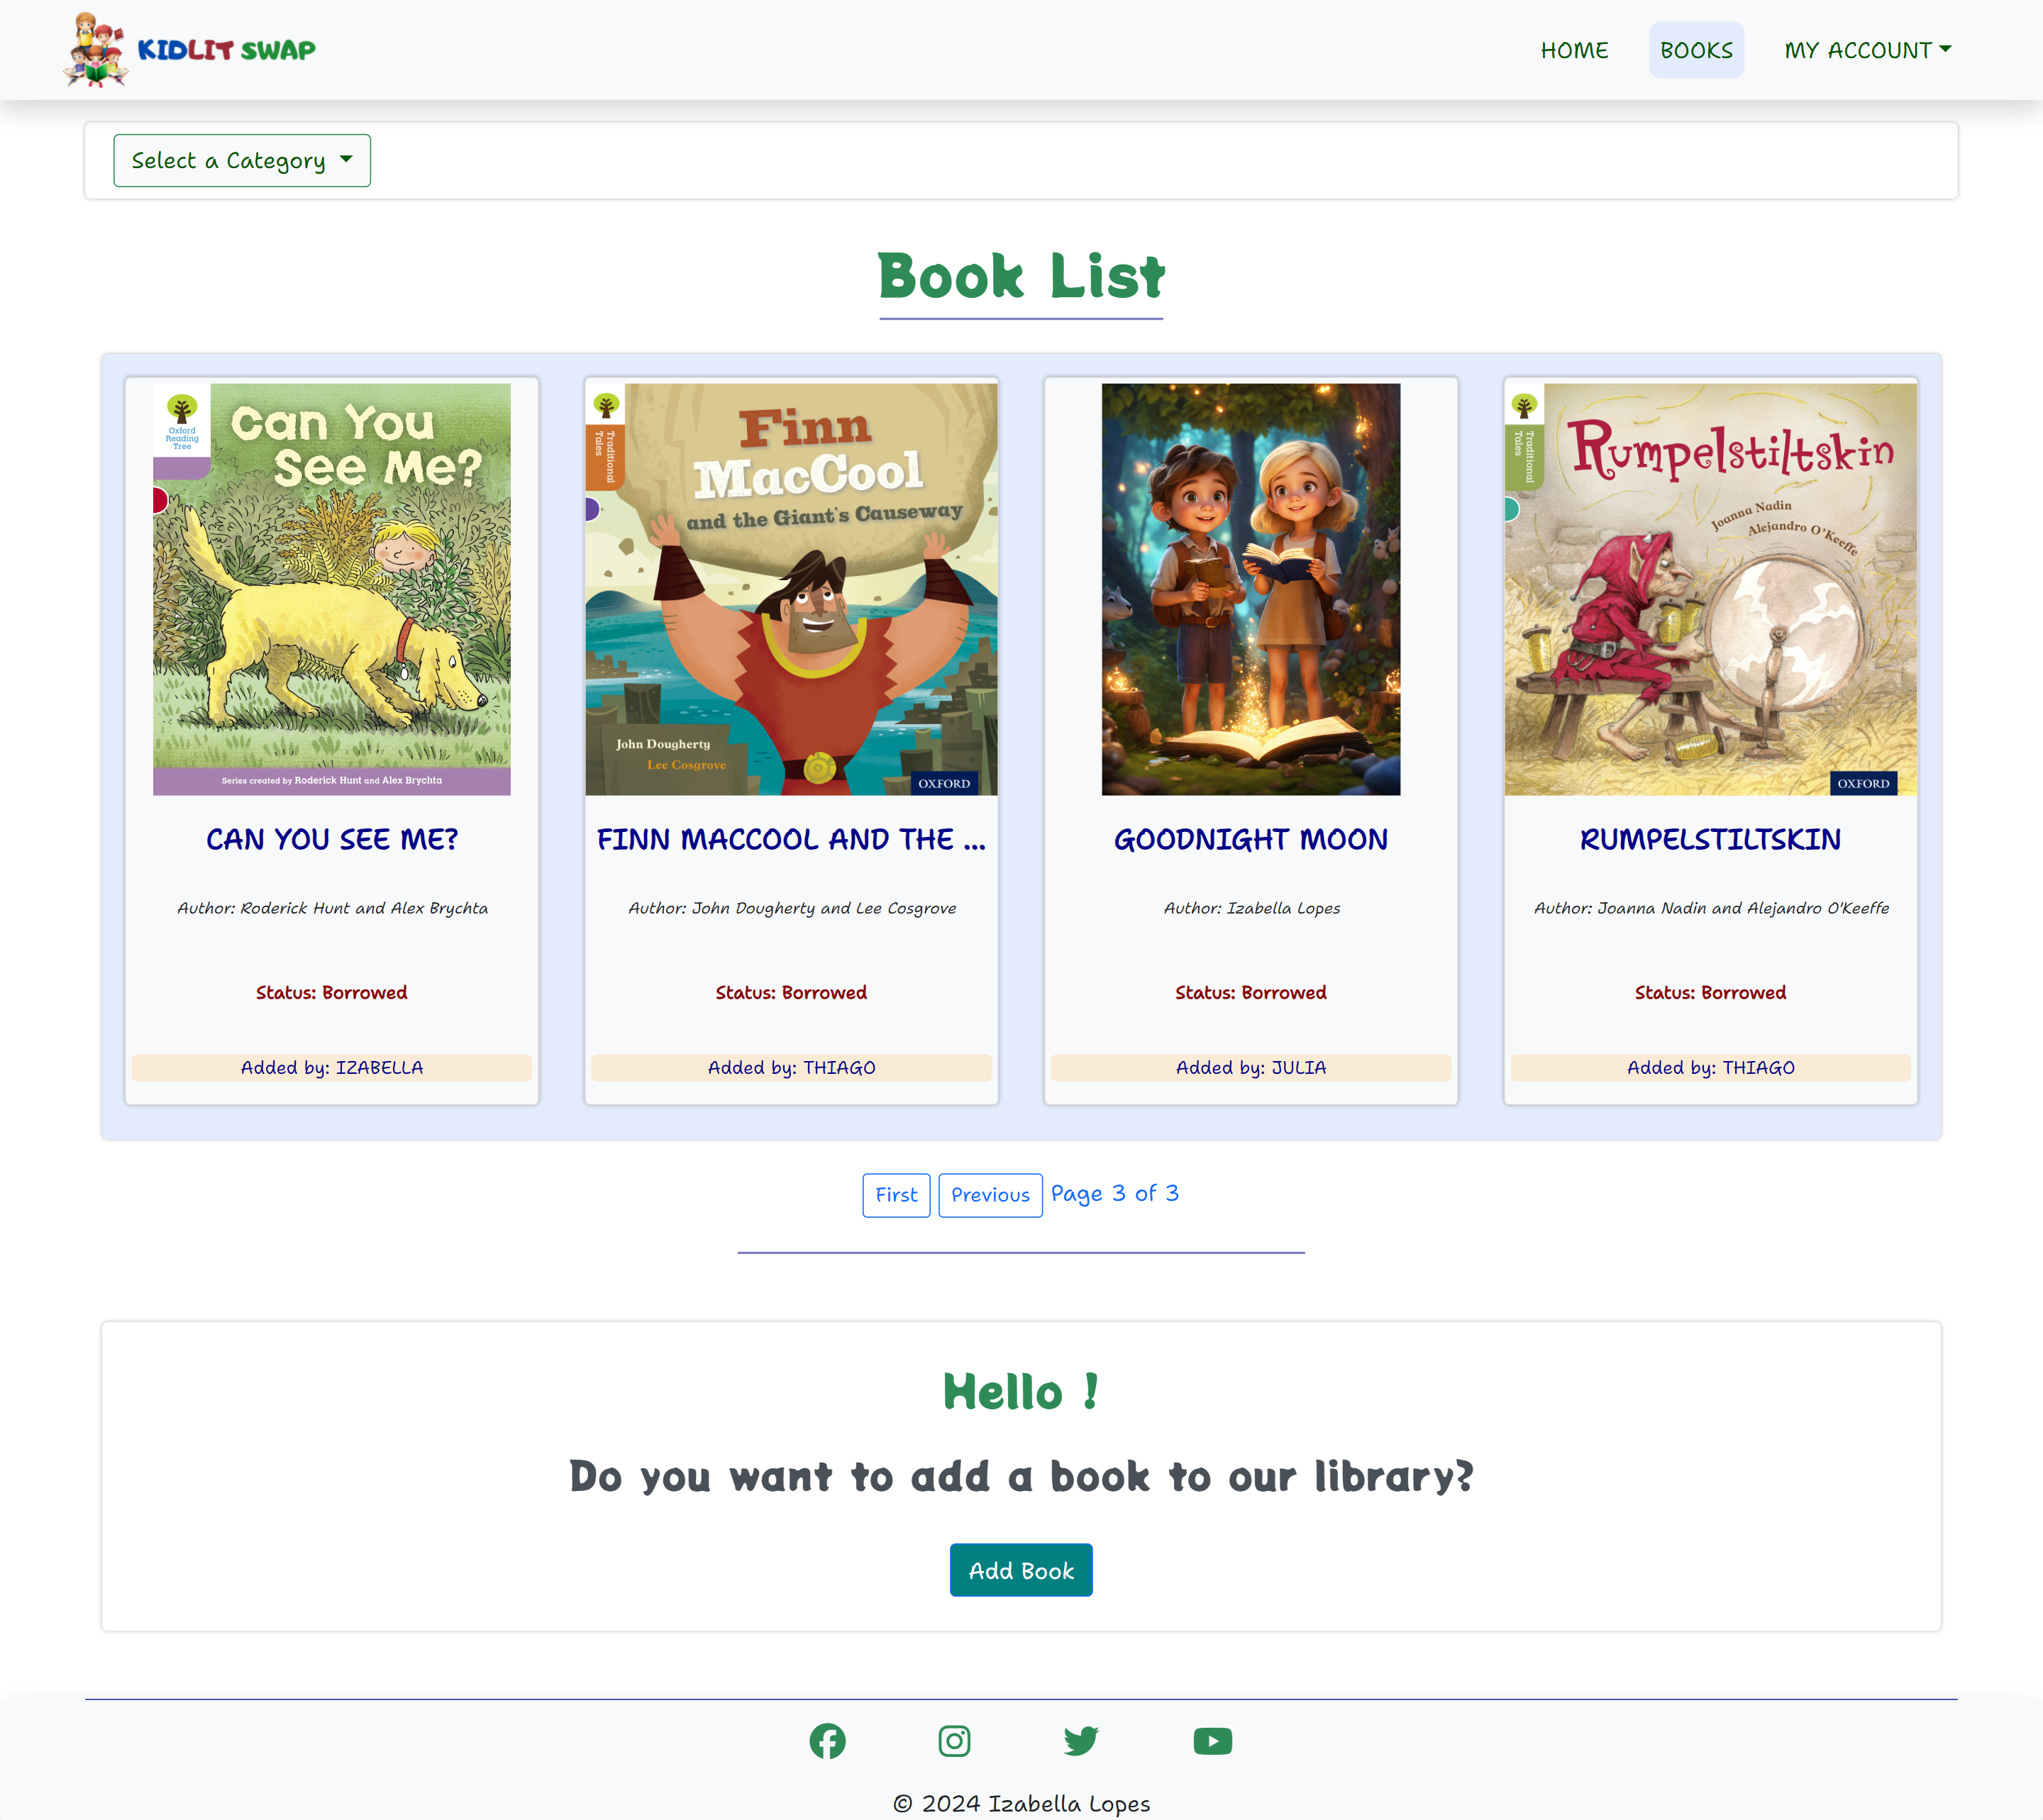 KIDLIT SWAP
HOME
BOOKS
MY ACCOUNT
Select a Category
Book List
Oxford
Reading
Tree
Can You
See Me?
Series created by Roderick Hunt and Alex Brychta
Traditional
Tales
Finn
MacCool
and the Giant's Causeway
John Dougherty
Lee Cosgrove
OXFORD
Traditional
Tales
Rumpelstiltskin
Joanna Nadin
Alejandro O'Keeffe
OXFORD
CAN YOU SEE ME?
FINN MACCOOL AND THE ...
GOODNIGHT MOON
RUMPELSTILTSKIN
Author: Roderick Hunt and Alex Brychta
Author: John Dougherty and Lee Cosgrove
Author: Izabella Lopes
Author: Joanna Nadin and Alejandro O'Keeffe
Status: Borrowed
Status: Borrowed
Status: Borrowed
Status: Borrowed
Added by: IZABELLA
Added by: THIAGO
Added by: JULIA
Added by: THIAGO
First
Previous
Page 3 of 3
Hello !
Do you want to add a book to our library?
Add Book
© 2024 Izabella Lopes